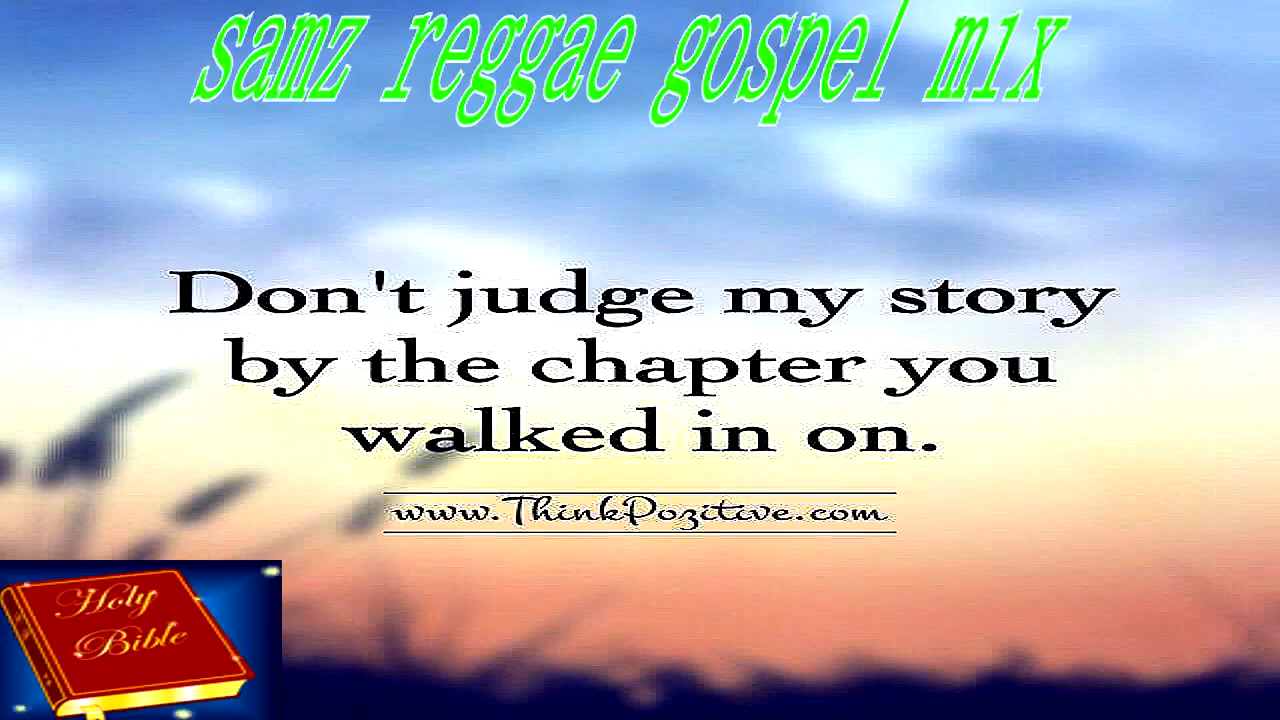 samz reggae gospel mix
Don't judge my story
by the chapter you
walked in on.
www.ThinkPozitive.com
Holy
Bible